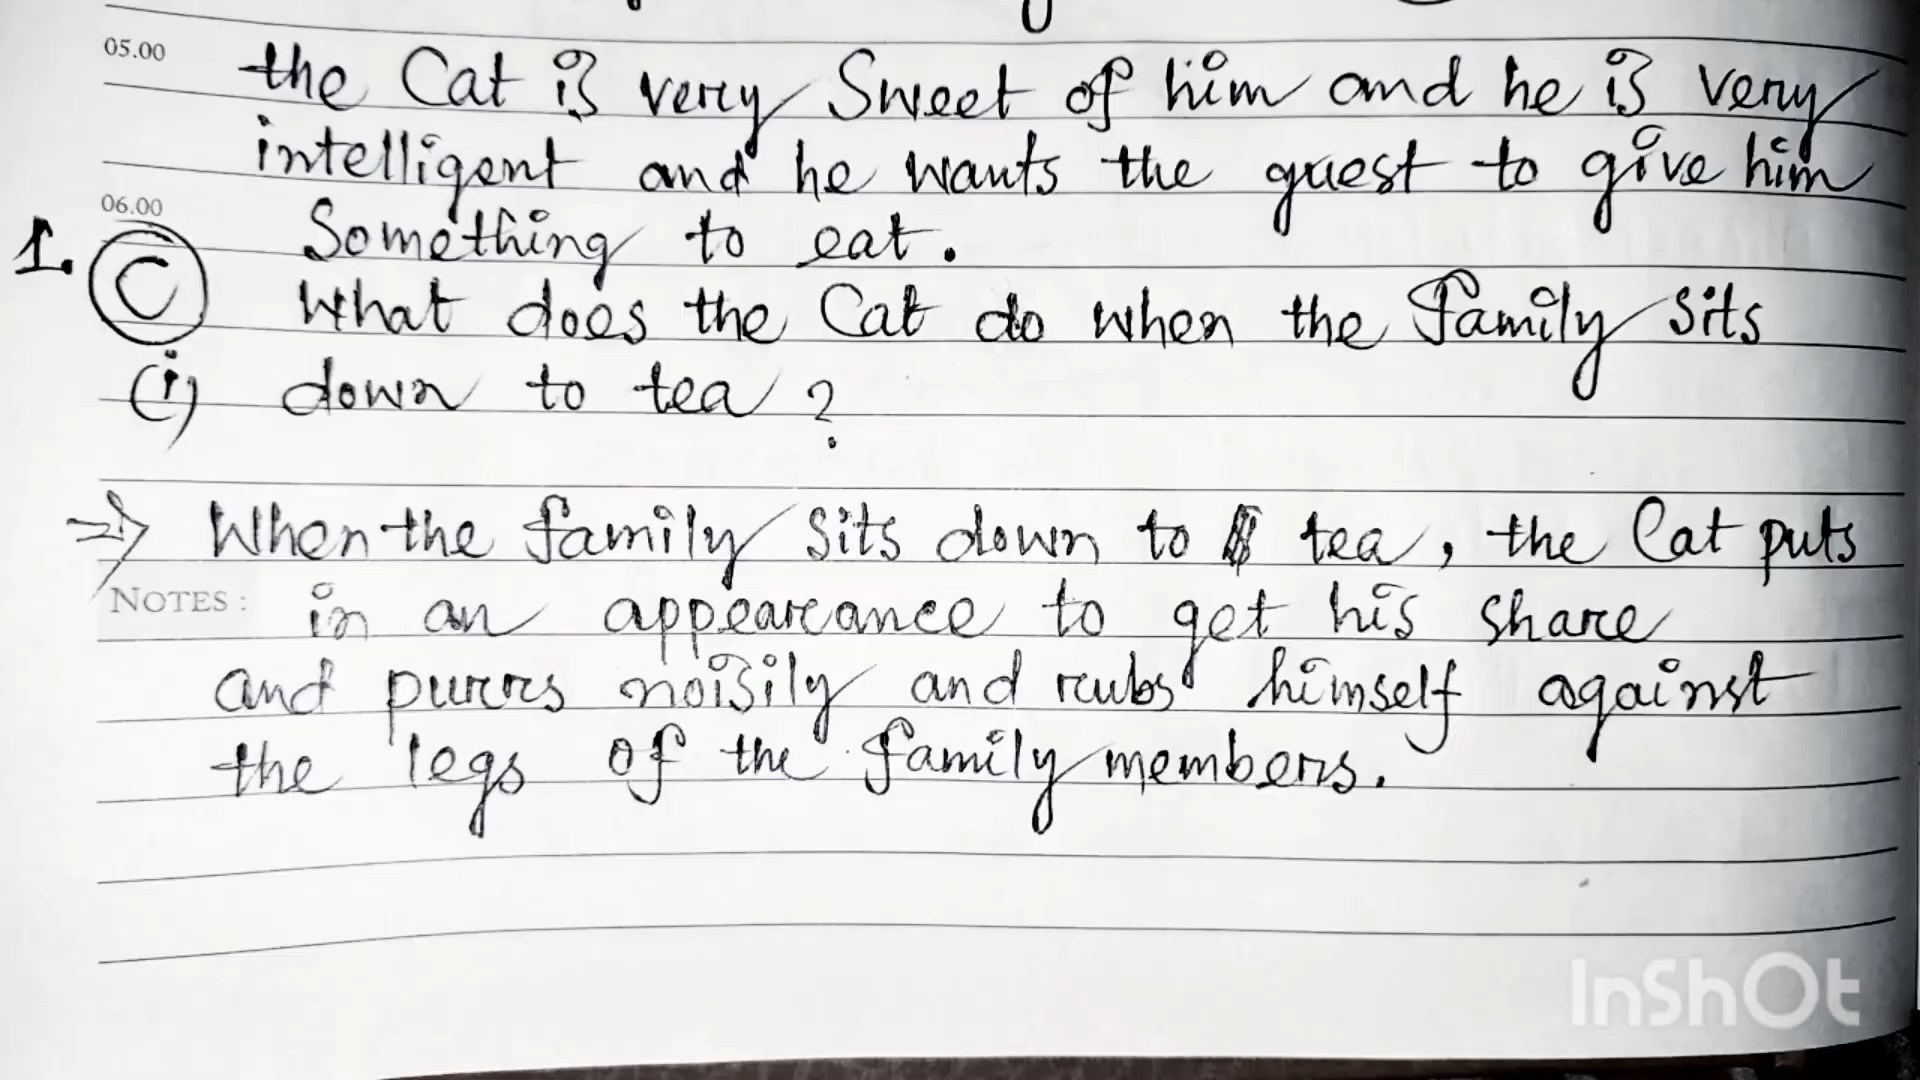 05.00 the Cat is very Sweet of him and he is very
intelligent and he wants the guest to give him
06.00 Something to eat.
1. C What does the Cat do when the family sits
(i) down to tea ?
=> When the family sits down to tea, the Cat puts
NOTES : in an appearance to get his share
and purrs noisily and rubs himself against
the legs of the family members.
InShOt